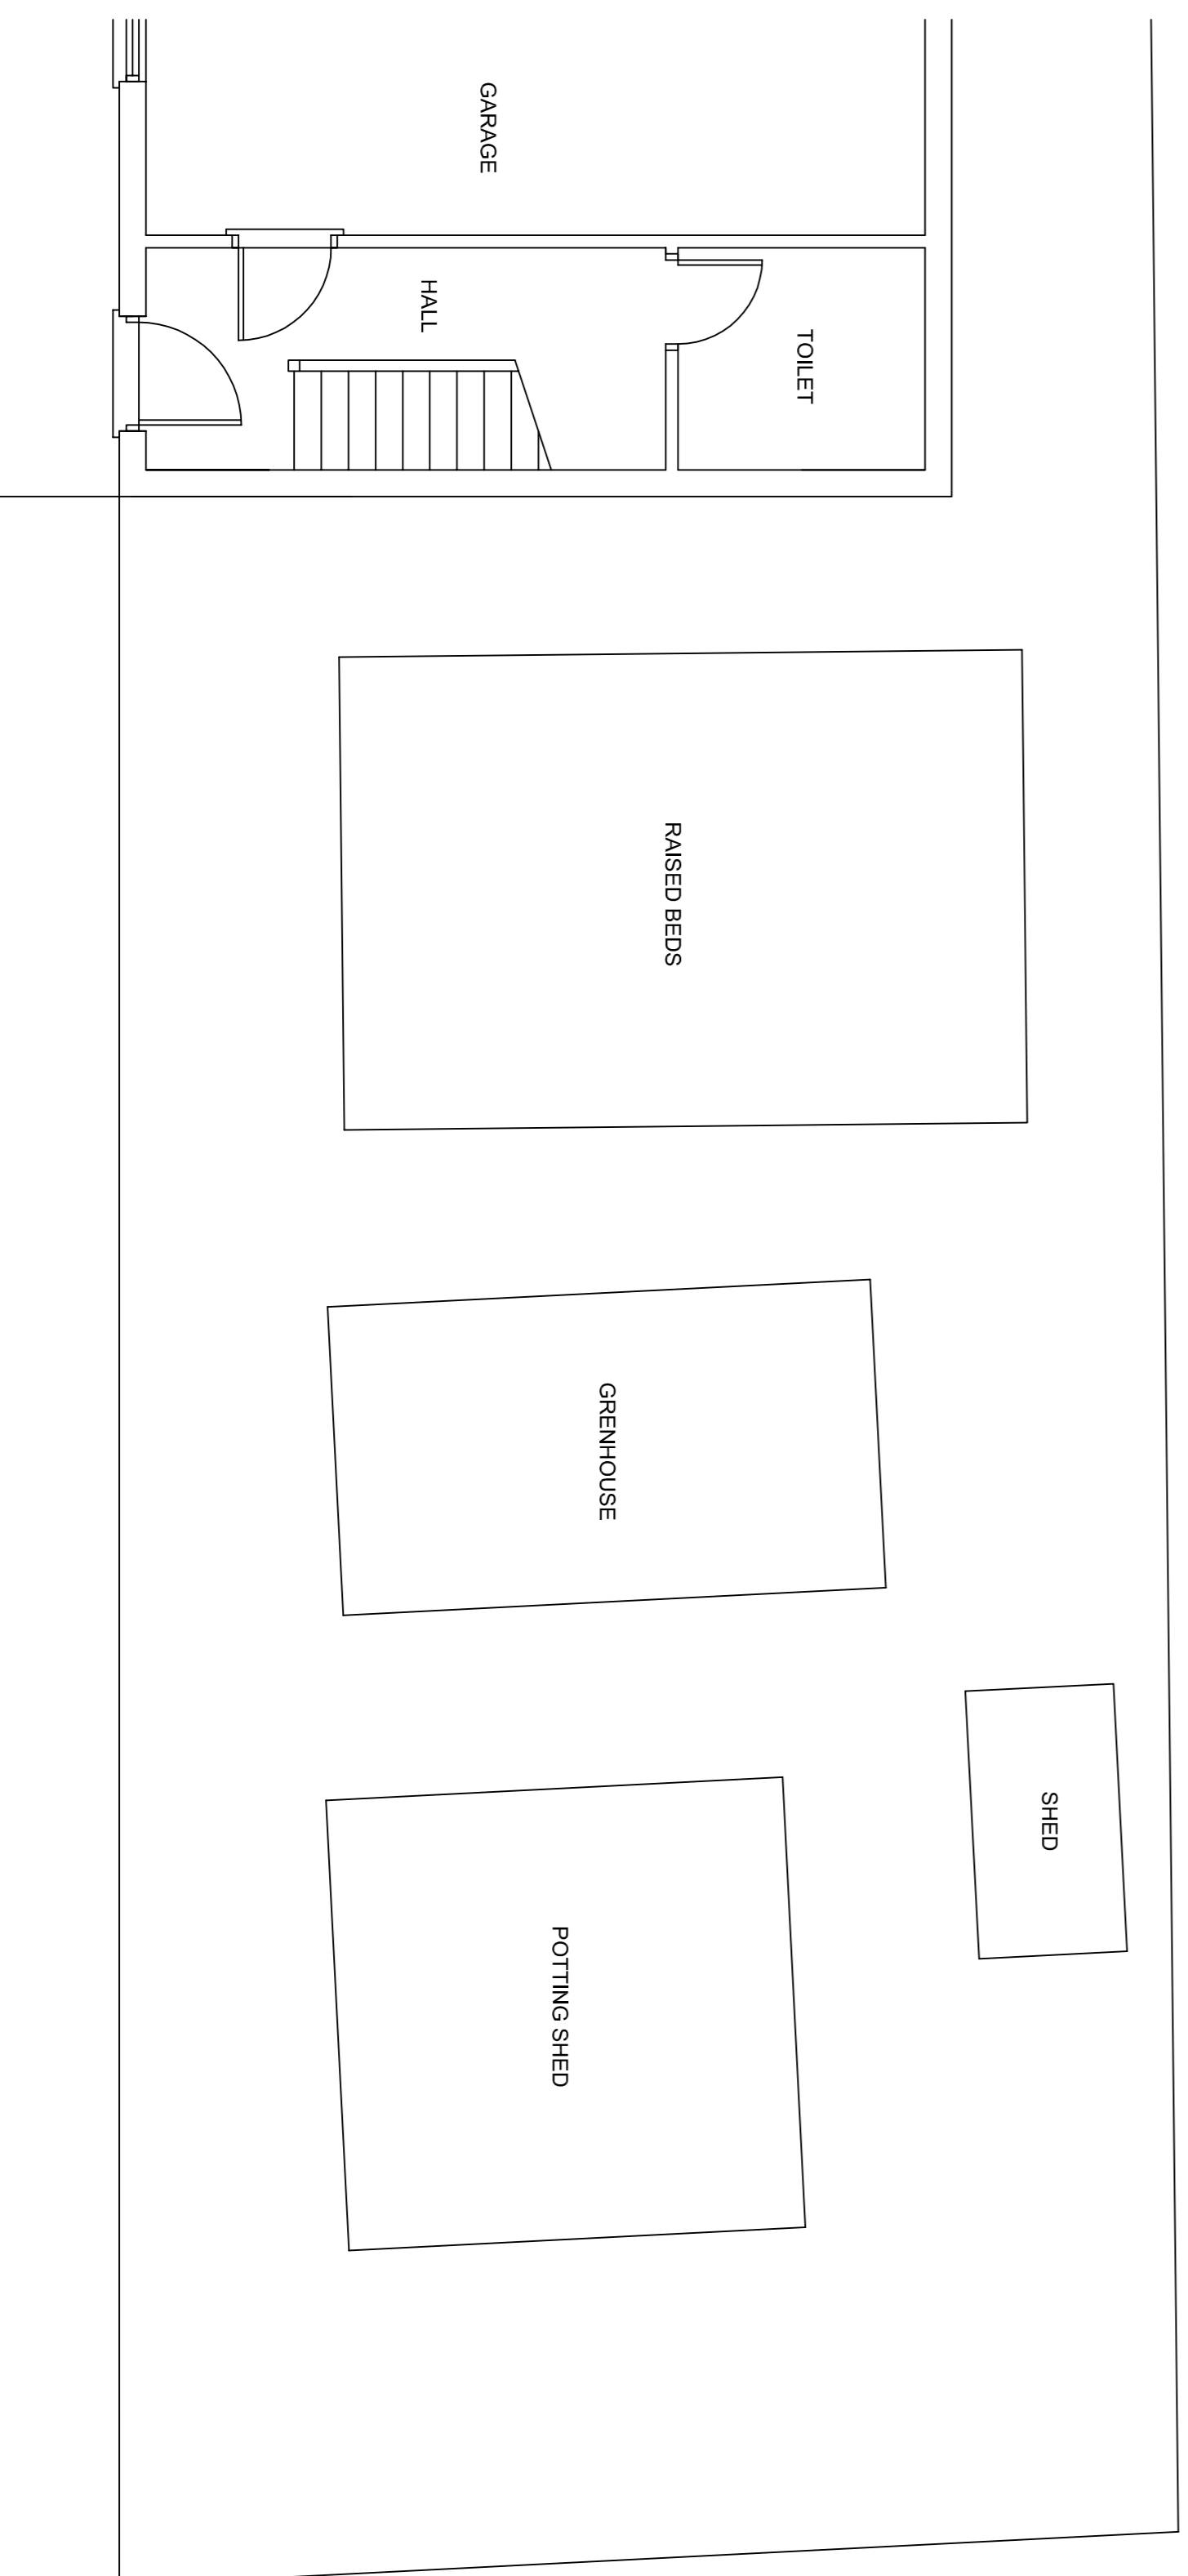 GARAGE
HALL
TOILET
RAISED BEDS
GRENHOUSE
SHED
POTTING SHED